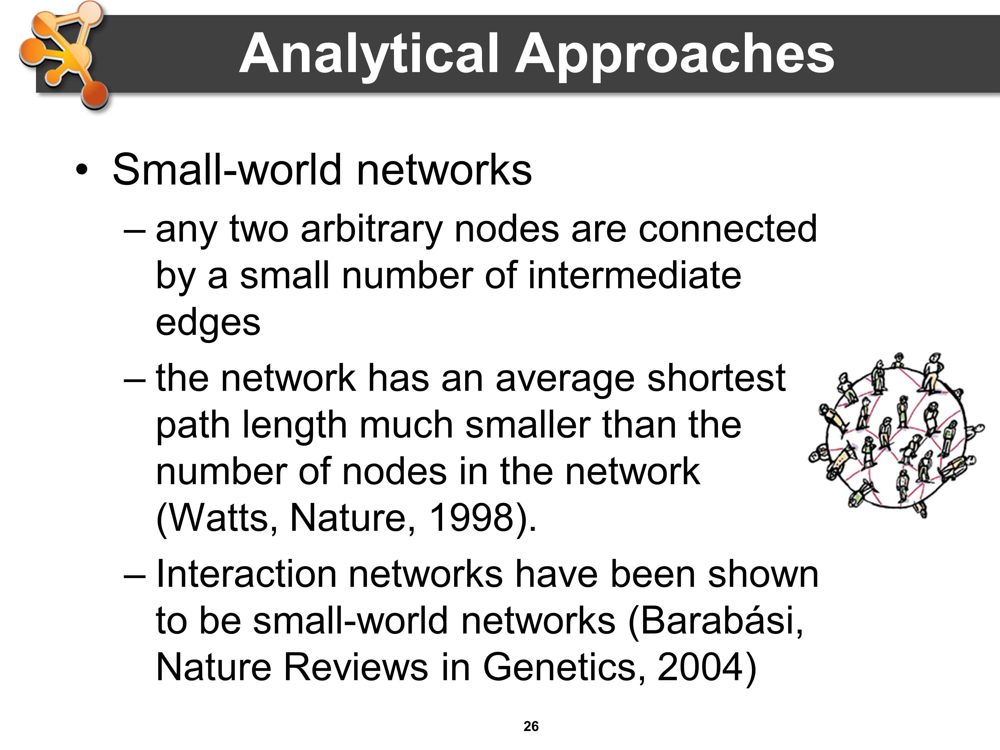 Analytical Approaches
• Small-world networks
– any two arbitrary nodes are connected
by a small number of intermediate
edges
– the network has an average shortest
path length much smaller than the
number of nodes in the network
(Watts, Nature, 1998).
– Interaction networks have been shown
to be small-world networks (Barabási,
Nature Reviews in Genetics, 2004)
26